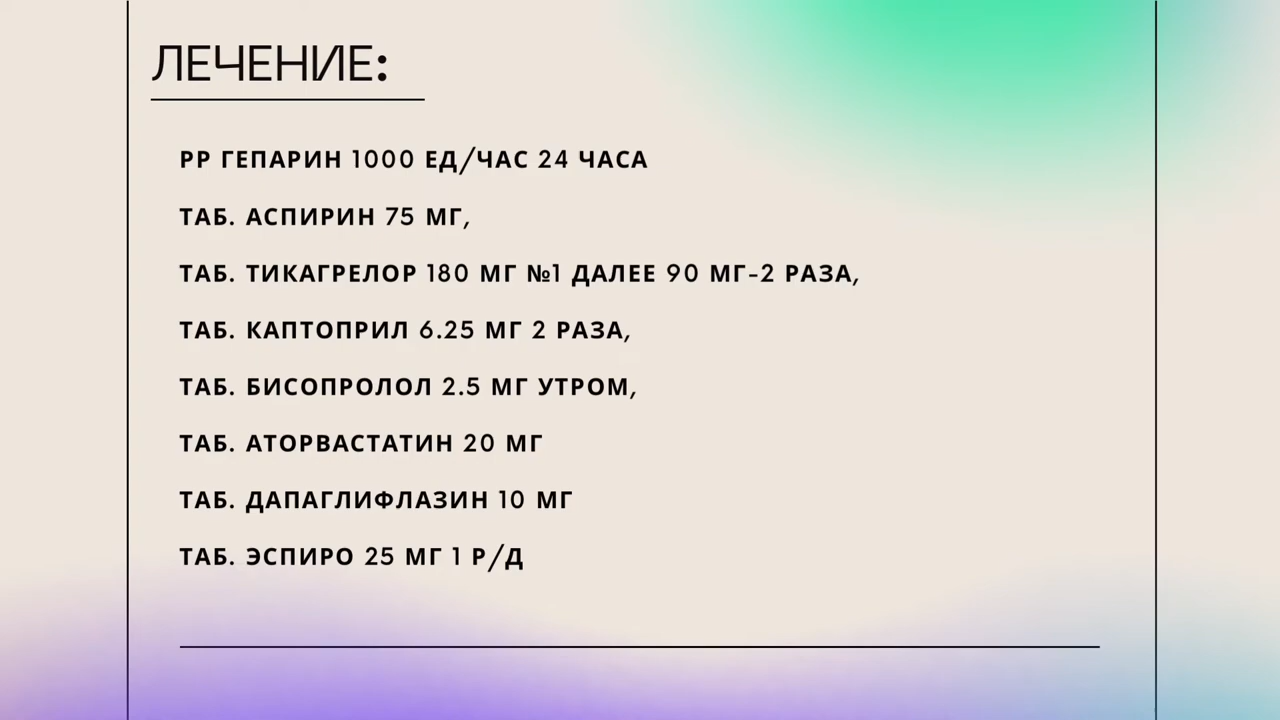 ЛЕЧЕНИЕ:
РР ГЕПАРИН 1000 ЕД/ЧАС 24 ЧАСА
ТАБ. АСПИРИН 75 МГ,
ТАБ. ТИКАГРЕЛОР 180 МГ №1 ДАЛЕЕ 90 МГ-2 РАЗА,
ТАБ. КАПТОПРИЛ 6.25 МГ 2 РАЗА,
ТАБ. БИСОПРОЛОЛ 2.5 МГ УТРОМ,
ТАБ. АТОРВАСТАТИН 20 МГ
ТАБ. ДАПАГЛИФЛАЗИН 10 МГ
ТАБ. ЭСПИРО 25 МГ 1 Р/Д